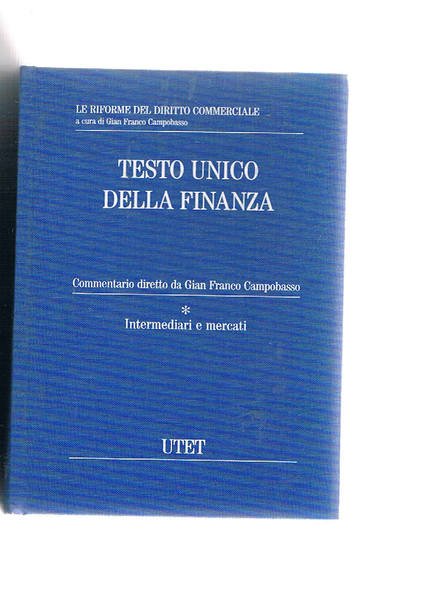 LE RIFORME DEL DIRITTO COMMERCIALE
a cura di Gian Franco Campobasso
TESTO UNICO
DELLA FINANZA
Commentario diretto da Gian Franco Campobasso
*
Intermediari e mercati
UTET